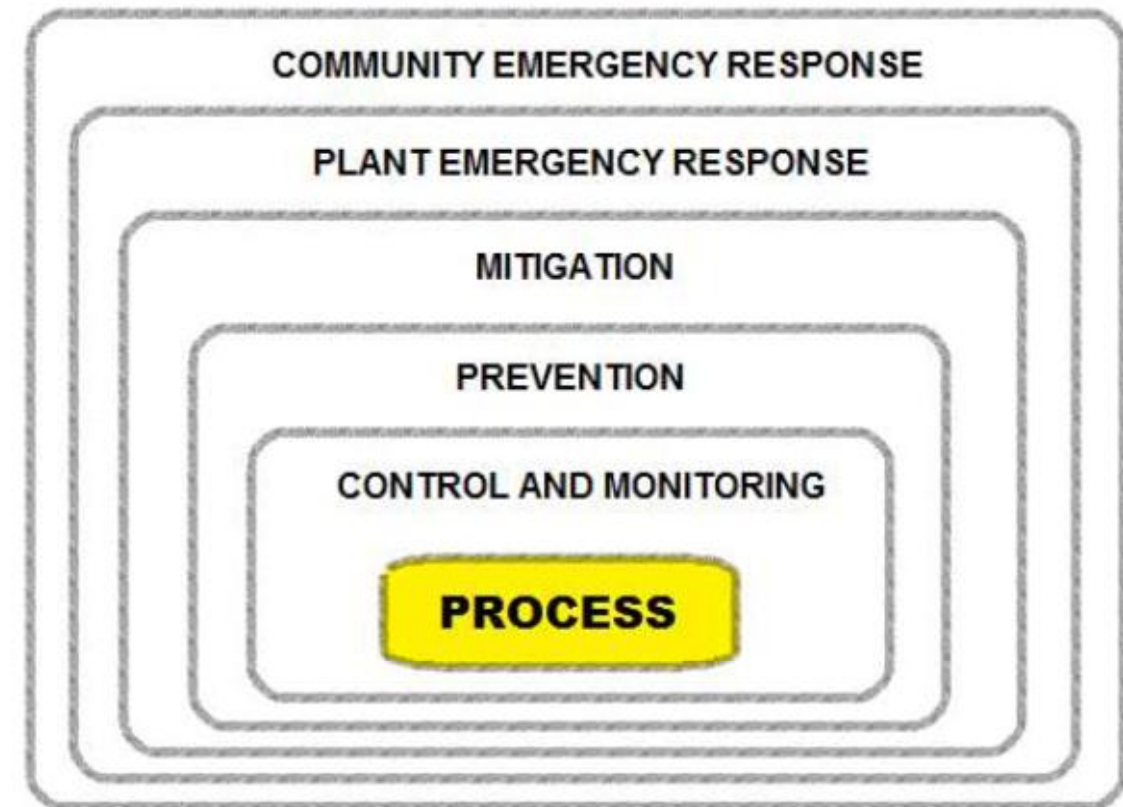 COMMUNITY EMERGENCY RESPONSE
PLANT EMERGENCY RESPONSE
MITIGATION
PREVENTION
CONTROL AND MONITORING
PROCESS